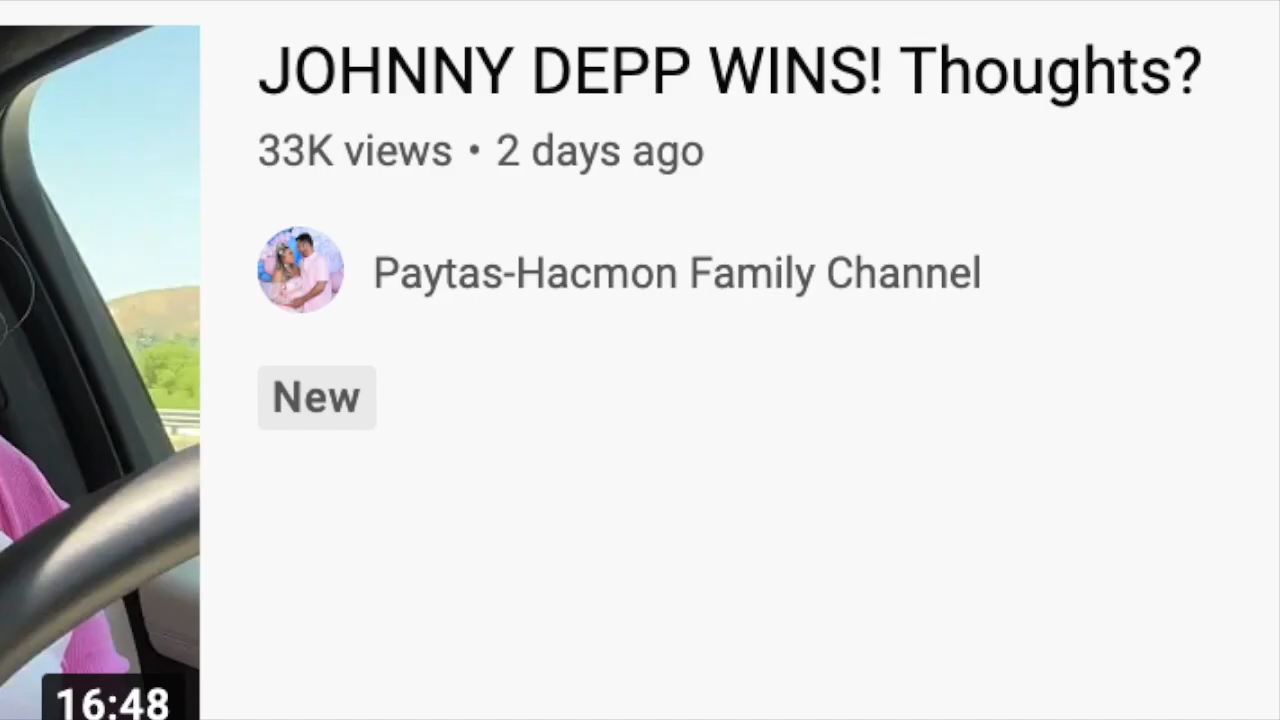 JOHNNY DEPP WINS! Thoughts?
33K views • 2 days ago
Paytas-Hacmon Family Channel
New
16:48